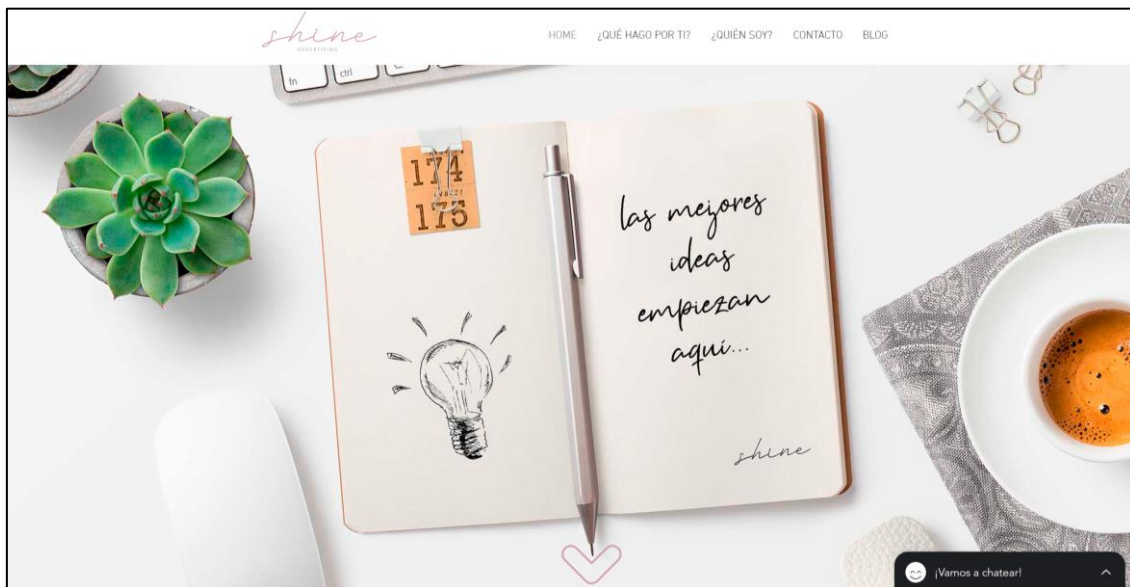 shine
ADVERTISING
HOME ¿QUÉ HAGO POR TI? ¿QUIÉN SOY? CONTACTO BLOG
fn ctrl
174
175
las mejores
ideas
empiezan
aquí...
shine
¡Vamos a chatear!